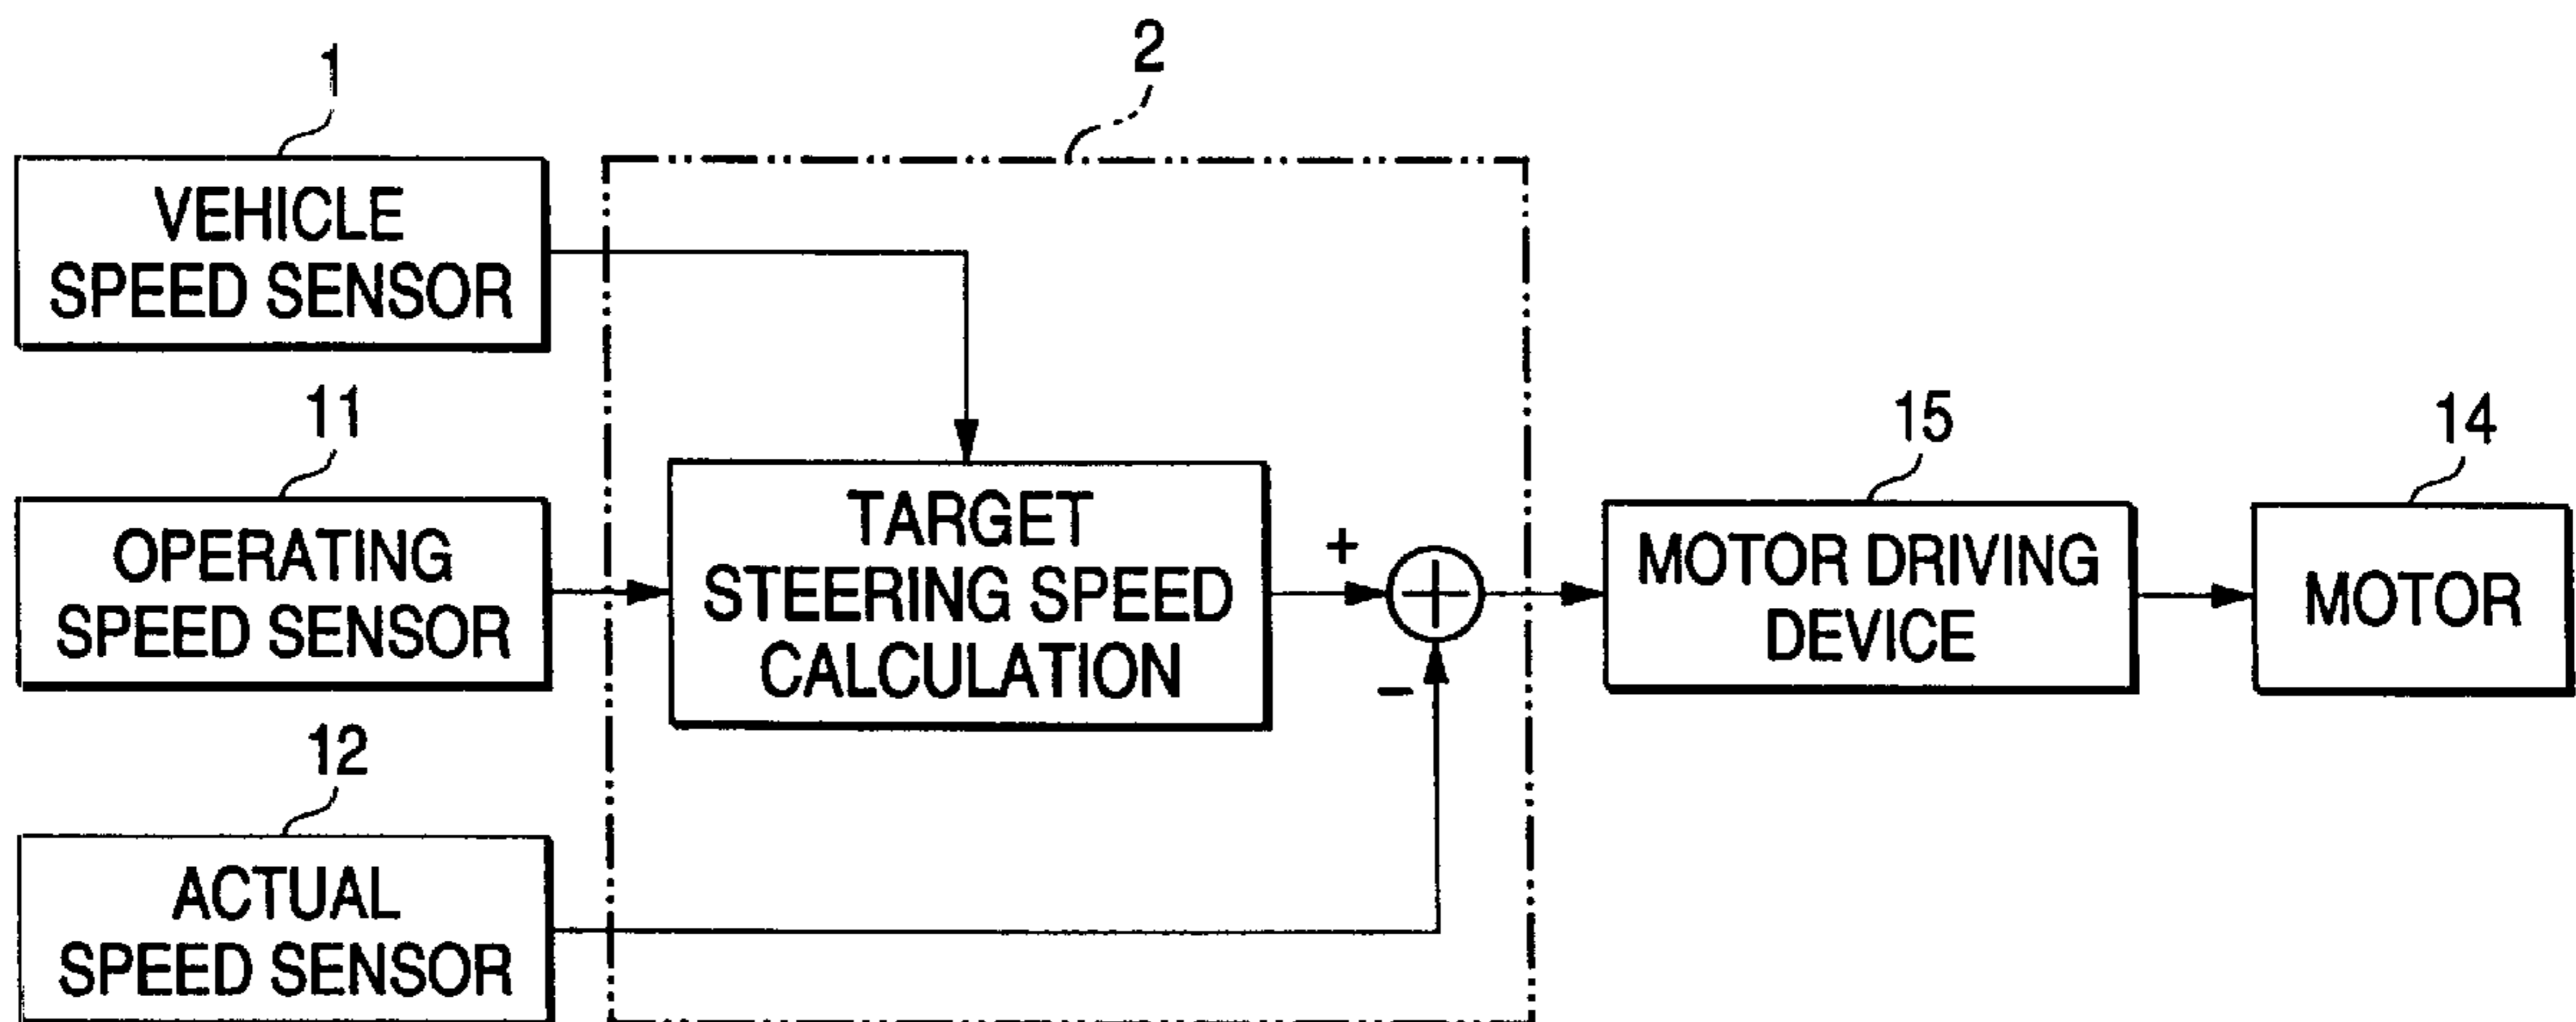 1
2
VEHICLE
SPEED SENSOR
11
OPERATING
SPEED SENSOR
12
ACTUAL
SPEED SENSOR
TARGET
STEERING SPEED
CALCULATION
+
−
15
MOTOR DRIVING
DEVICE
14
MOTOR